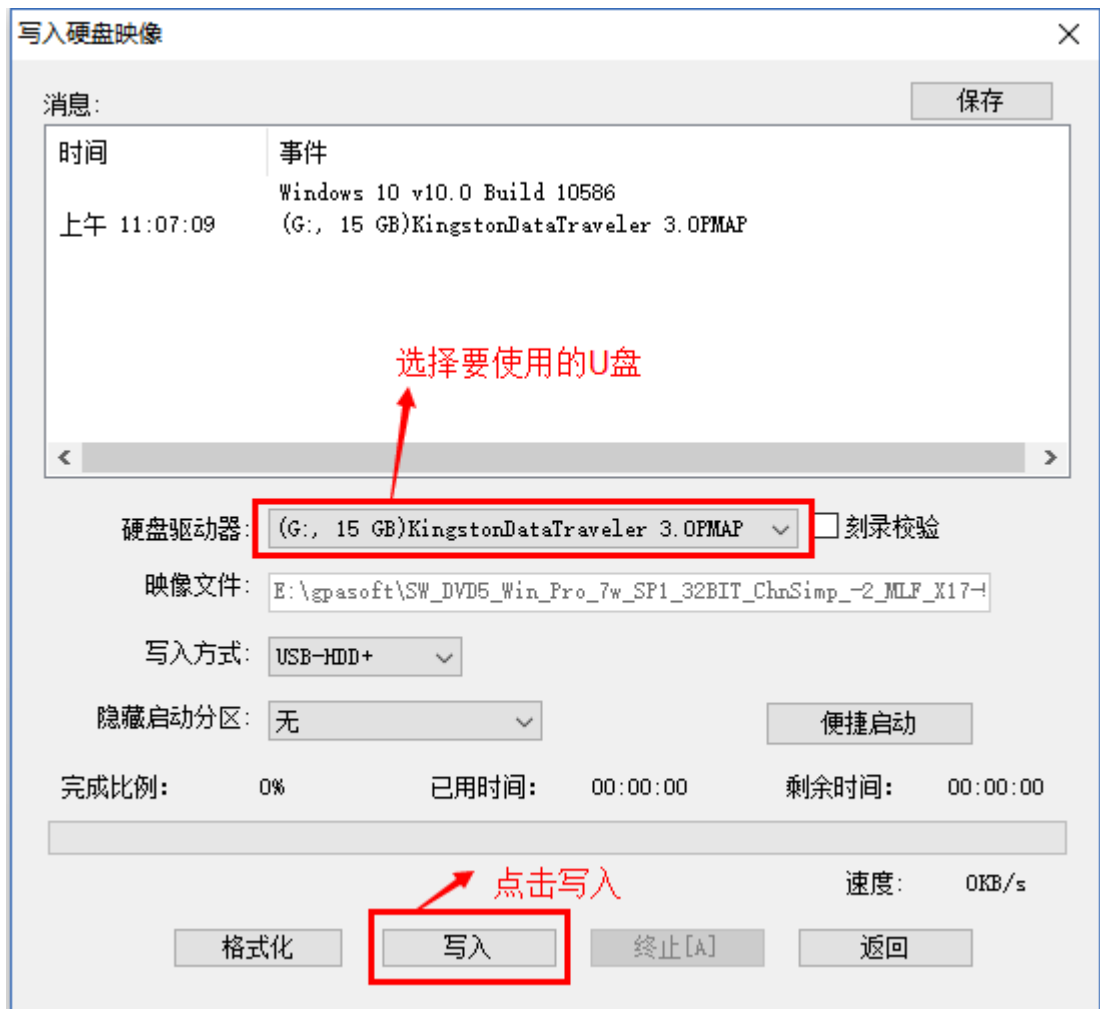 写入硬盘映像
消息:
保存
时间 事件
Windows 10 v10.0 Build 10586
上午 11:07:09 (G:, 15 GB)KingstonDataTraveler 3.0PMAP
选择要使用的U盘
硬盘驱动器: (G:, 15 GB)KingstonDataTraveler 3.0PMAP 刻录校验
映像文件: E:\gpasoft\SW_DVD5_Win_Pro_7w_SP1_32BIT_ChnSimp_-2_MLF_X17-
写入方式: USB-HDD+
隐藏启动分区: 无 便捷启动
完成比例: 0% 已用时间: 00:00:00 剩余时间: 00:00:00
点击写入
速度: 0KB/s
格式化 写入 终止[A] 返回